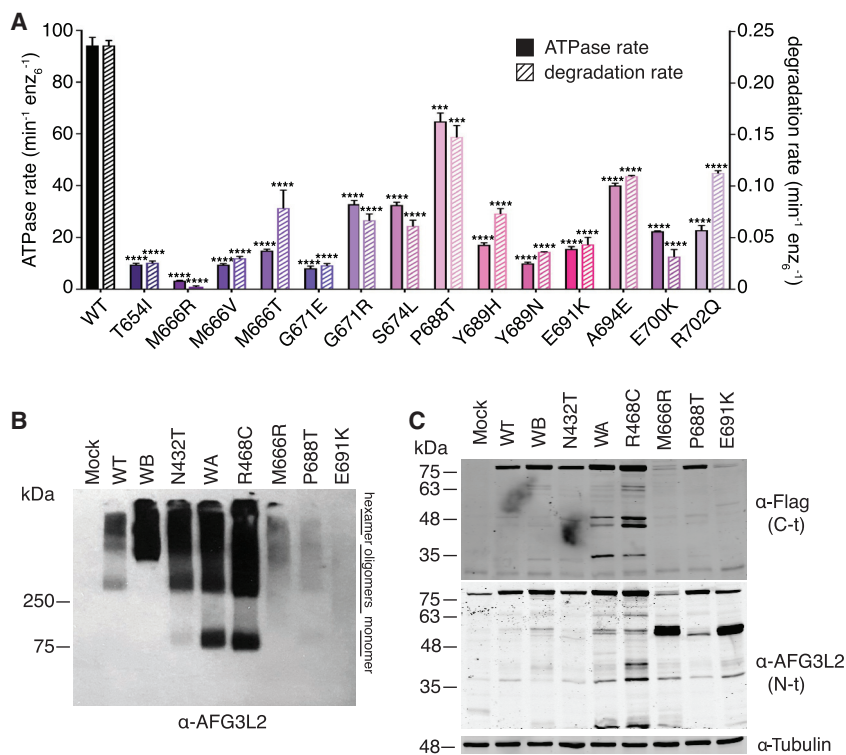 A
ATPase rate (min⁻¹ enz₆⁻¹)
100
80
60
40
20
0
ATPase rate
degradation rate
0.25
0.20
0.15
0.10
0.05
0
degradation rate (min⁻¹ enz₆⁻¹)
**** **** **** **** **** **** **** **** **** **** **** **** **** **** *** *** **** **** **** **** **** **** **** **** **** **** **** ****
WT T654I M666R M666V M666T G671E G671R S674L P688T Y689H Y689N E691K A694E E700K R702Q
B
Mock WT WB N432T WA R468C M666R P688T E691K
kDa
250
75
hexamer
oligomers
monomer
α-AFG3L2
C
Mock WT WB N432T WA R468C M666R P688T E691K
kDa
75
63
48
35
α-Flag
(C-t)
75
63
48
35
α-AFG3L2
(N-t)
48
α-Tubulin